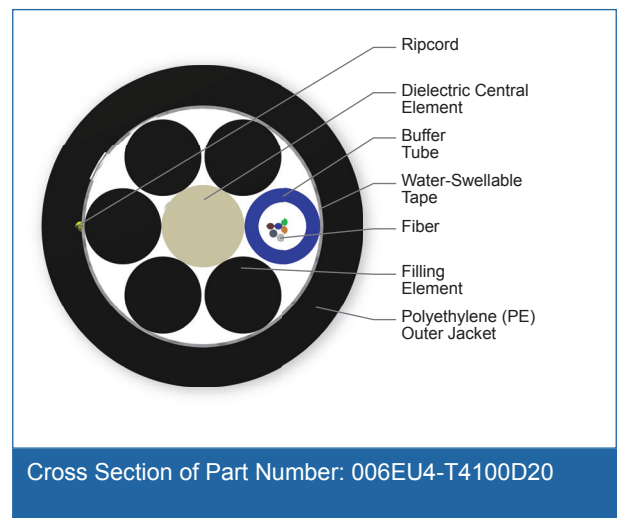 Ripcord
Dielectric Central
Element
Buffer
Tube
Water-Swellable
Tape
Fiber
Filling
Element
Polyethylene (PE)
Outer Jacket
Cross Section of Part Number: 006EU4-T4100D20